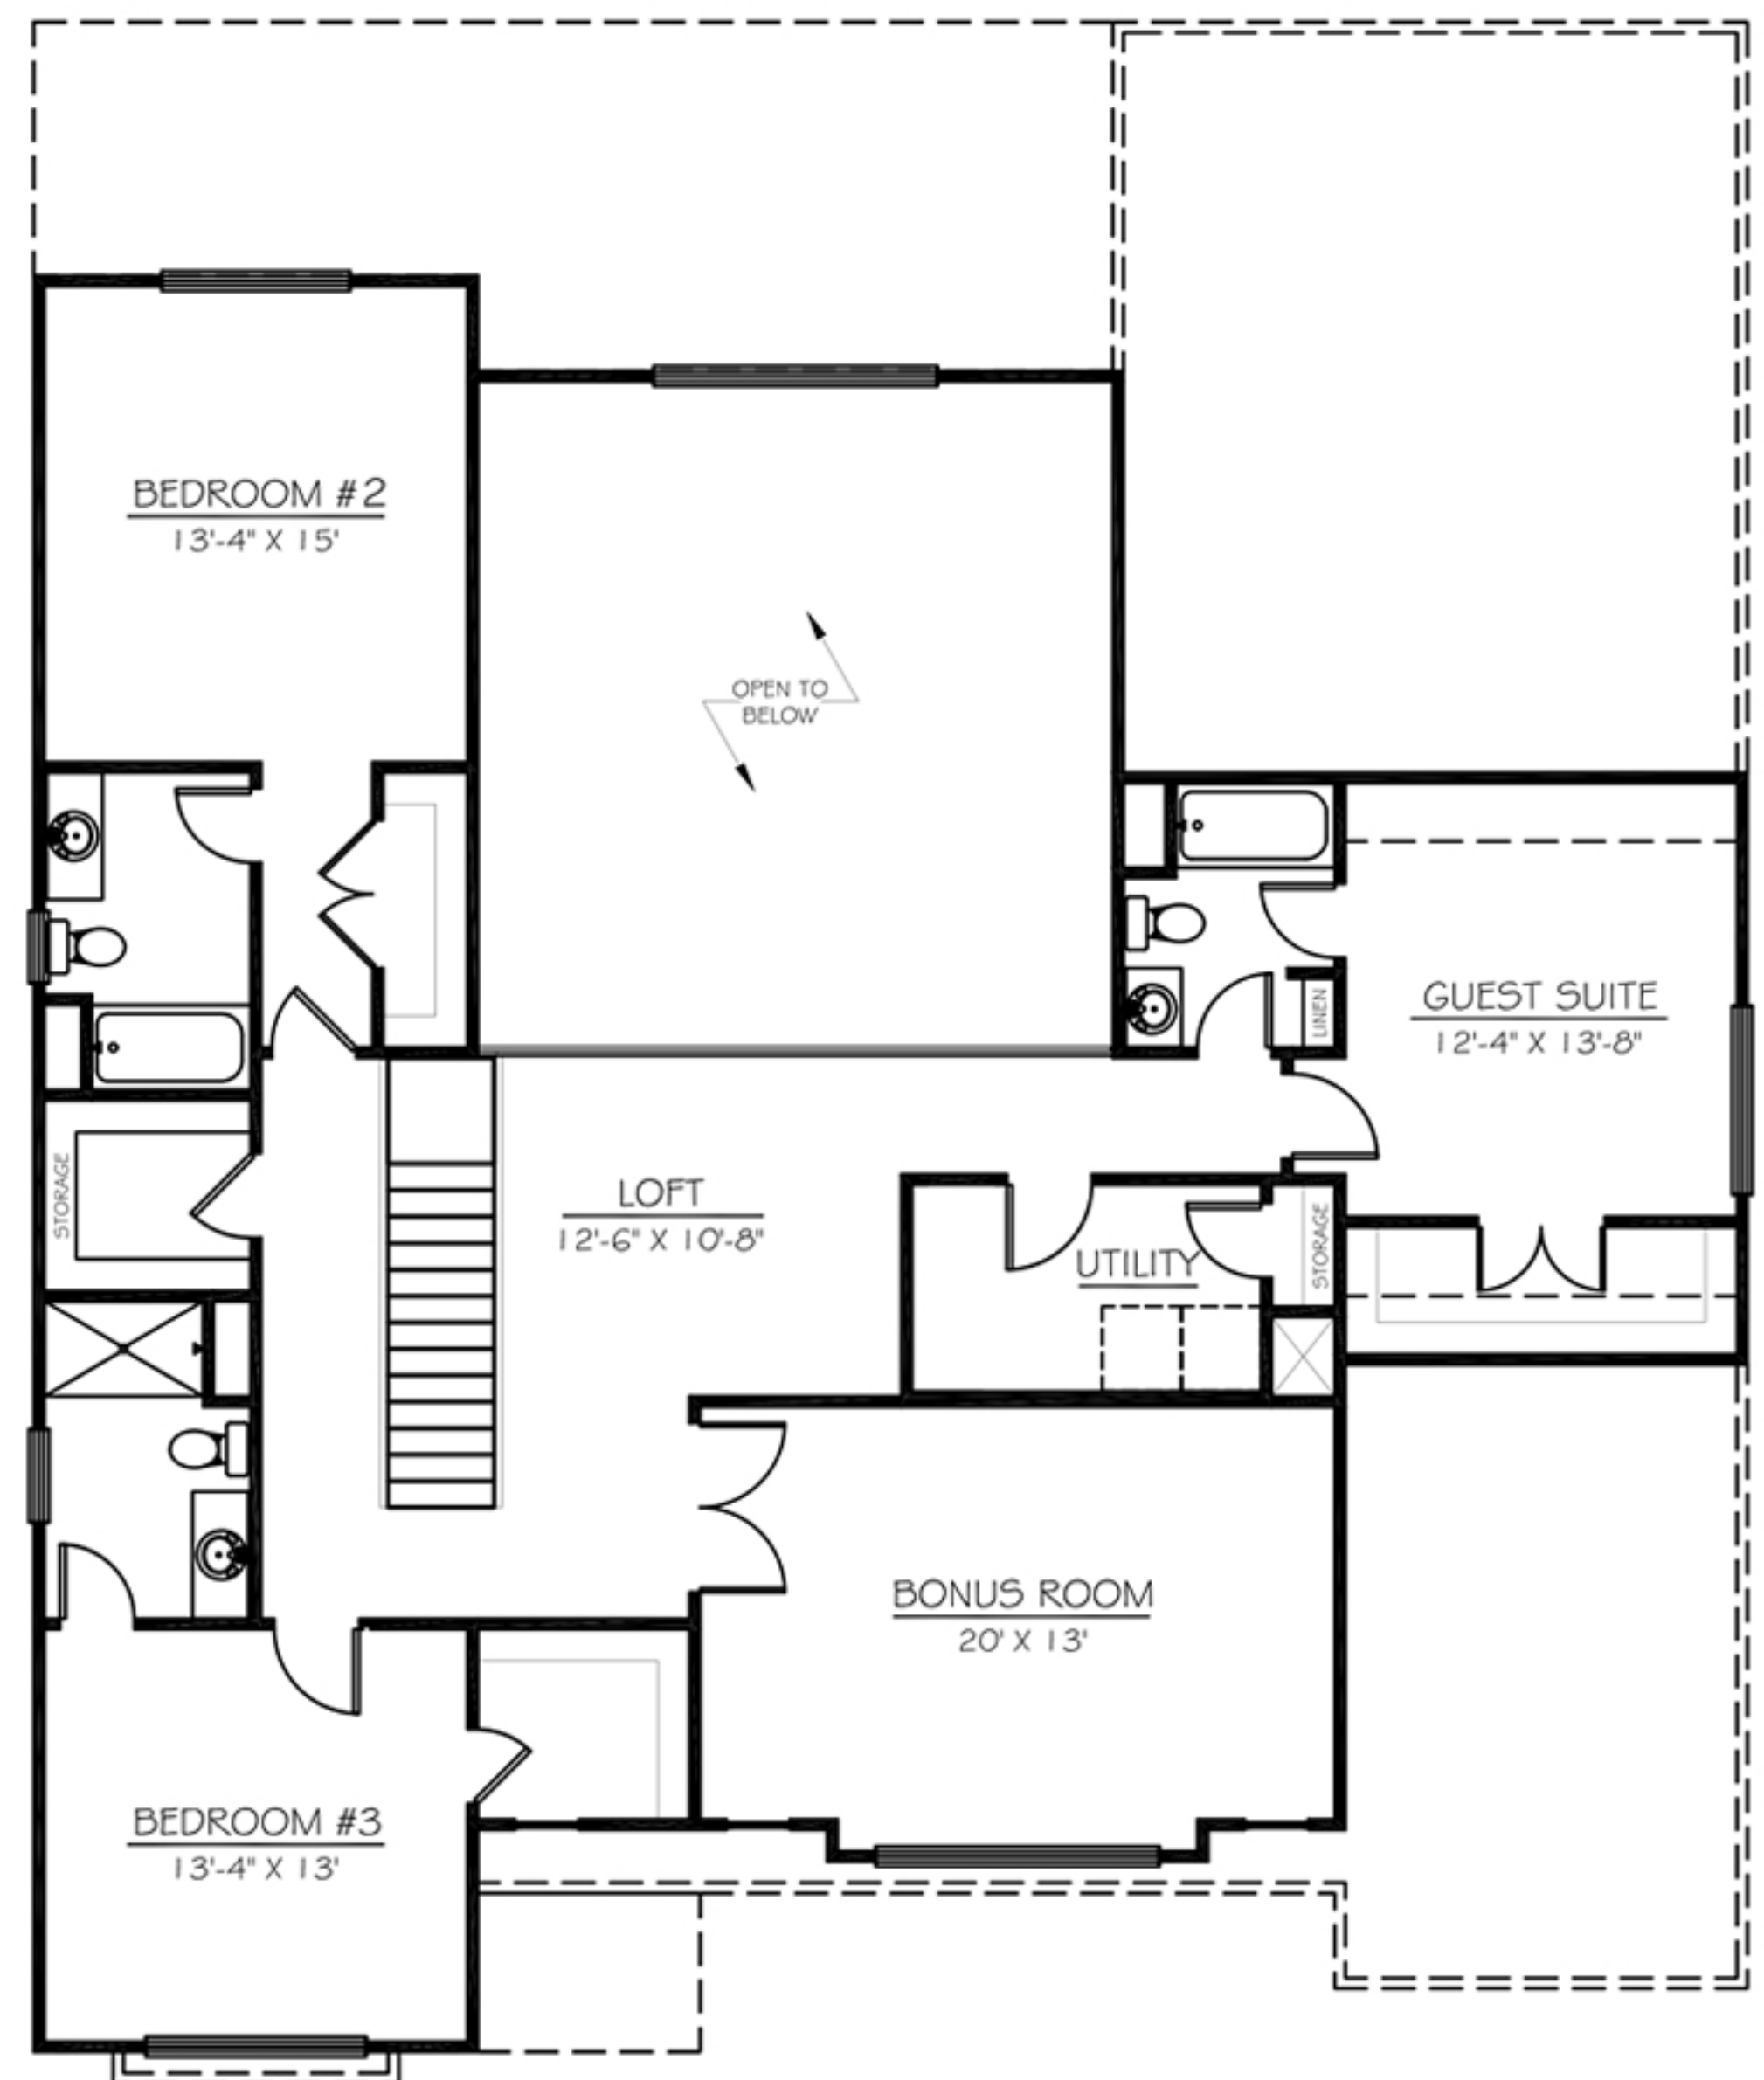 BEDROOM #2
13'-4" X 15'
OPEN TO
BELOW
LINEN
GUEST SUITE
12'-4" X 13'-8"
STORAGE
LOFT
12'-6" X 10'-8"
UTILITY
STORAGE
BONUS ROOM
20' X 13'
BEDROOM #3
13'-4" X 13'